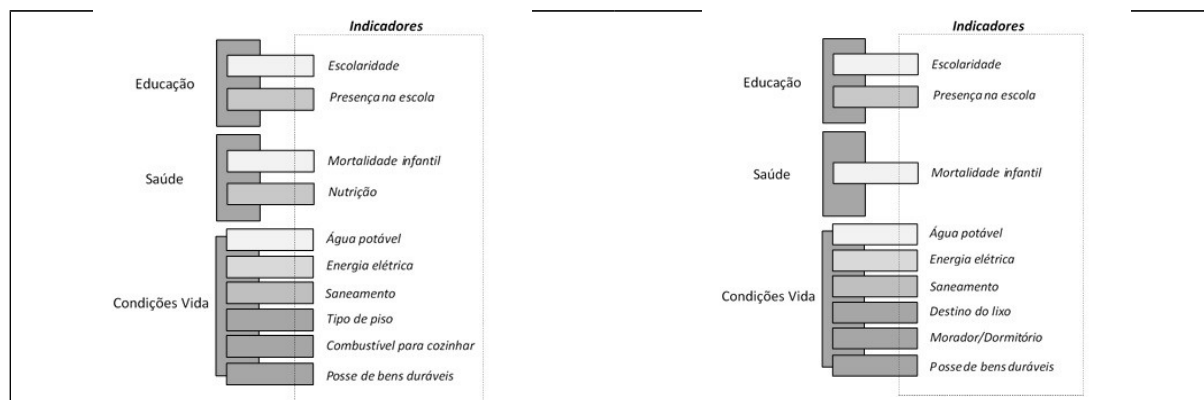 Indicadores
Educação
Escolaridade
Presença na escola
Saúde
Mortalidade infantil
Nutrição
Condições Vida
Água potável
Energia elétrica
Saneamento
Tipo de piso
Combustível para cozinhar
Posse de bens duráveis
Indicadores
Educação
Escolaridade
Presença na escola
Saúde
Mortalidade infantil
Condições Vida
Água potável
Energia elétrica
Saneamento
Destino do lixo
Morador/Dormitório
Posse de bens duráveis